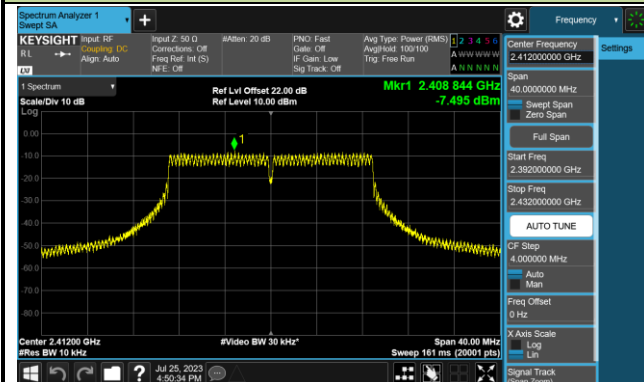 Spectrum Analyzer 1
Swept SA
Frequency
KEYSIGHT
RL
LXI
Input: RF
Coupling: DC
Align: Auto
Input Z: 50 Ω
Corrections: Off
Freq Ref: Int (S)
NFE: Off
#Atten: 20 dB
PNO: Fast
Gate: Off
IF Gain: Low
Sig Track: Off
Avg Type: Power (RMS)
Avg|Hold: 100/100
Trig: Free Run
1 2 3 4 5 6
A W W W W W
A N N N N N
1 Spectrum
Scale/Div 10 dB
Log
Ref Lvl Offset 22.00 dB
Ref Level 10.00 dBm
Mkr1 2.408 844 GHz
-7.495 dBm
1
0.00
-10.0
-20.0
-30.0
-40.0
-50.0
-60.0
-70.0
-80.0
Center 2.41200 GHz
#Res BW 10 kHz
#Video BW 30 kHz*
Span 40.00 MHz
Sweep 161 ms (20001 pts)
Jul 25, 2023
4:50:34 PM
Center Frequency
2.412000000 GHz
Settings
Span
40.0000000 MHz
Swept Span
Zero Span
Full Span
Start Freq
2.392000000 GHz
Stop Freq
2.432000000 GHz
AUTO TUNE
CF Step
4.000000 MHz
Auto
Man
Freq Offset
0 Hz
X Axis Scale
Log
Lin
Signal Track
(Span Zoom)